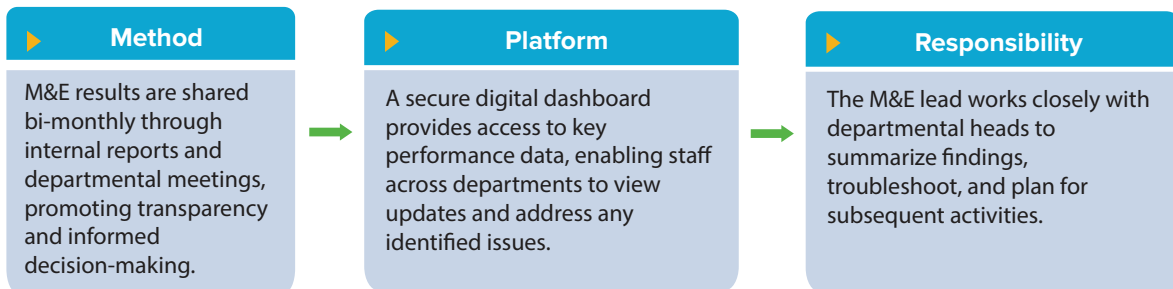 Method
M&E results are shared
bi-monthly through
internal reports and
departmental meetings,
promoting transparency
and informed
decision-making.
Platform
A secure digital dashboard
provides access to key
performance data, enabling staff
across departments to view
updates and address any
identified issues.
Responsibility
The M&E lead works closely with
departmental heads to
summarize findings,
troubleshoot, and plan for
subsequent activities.